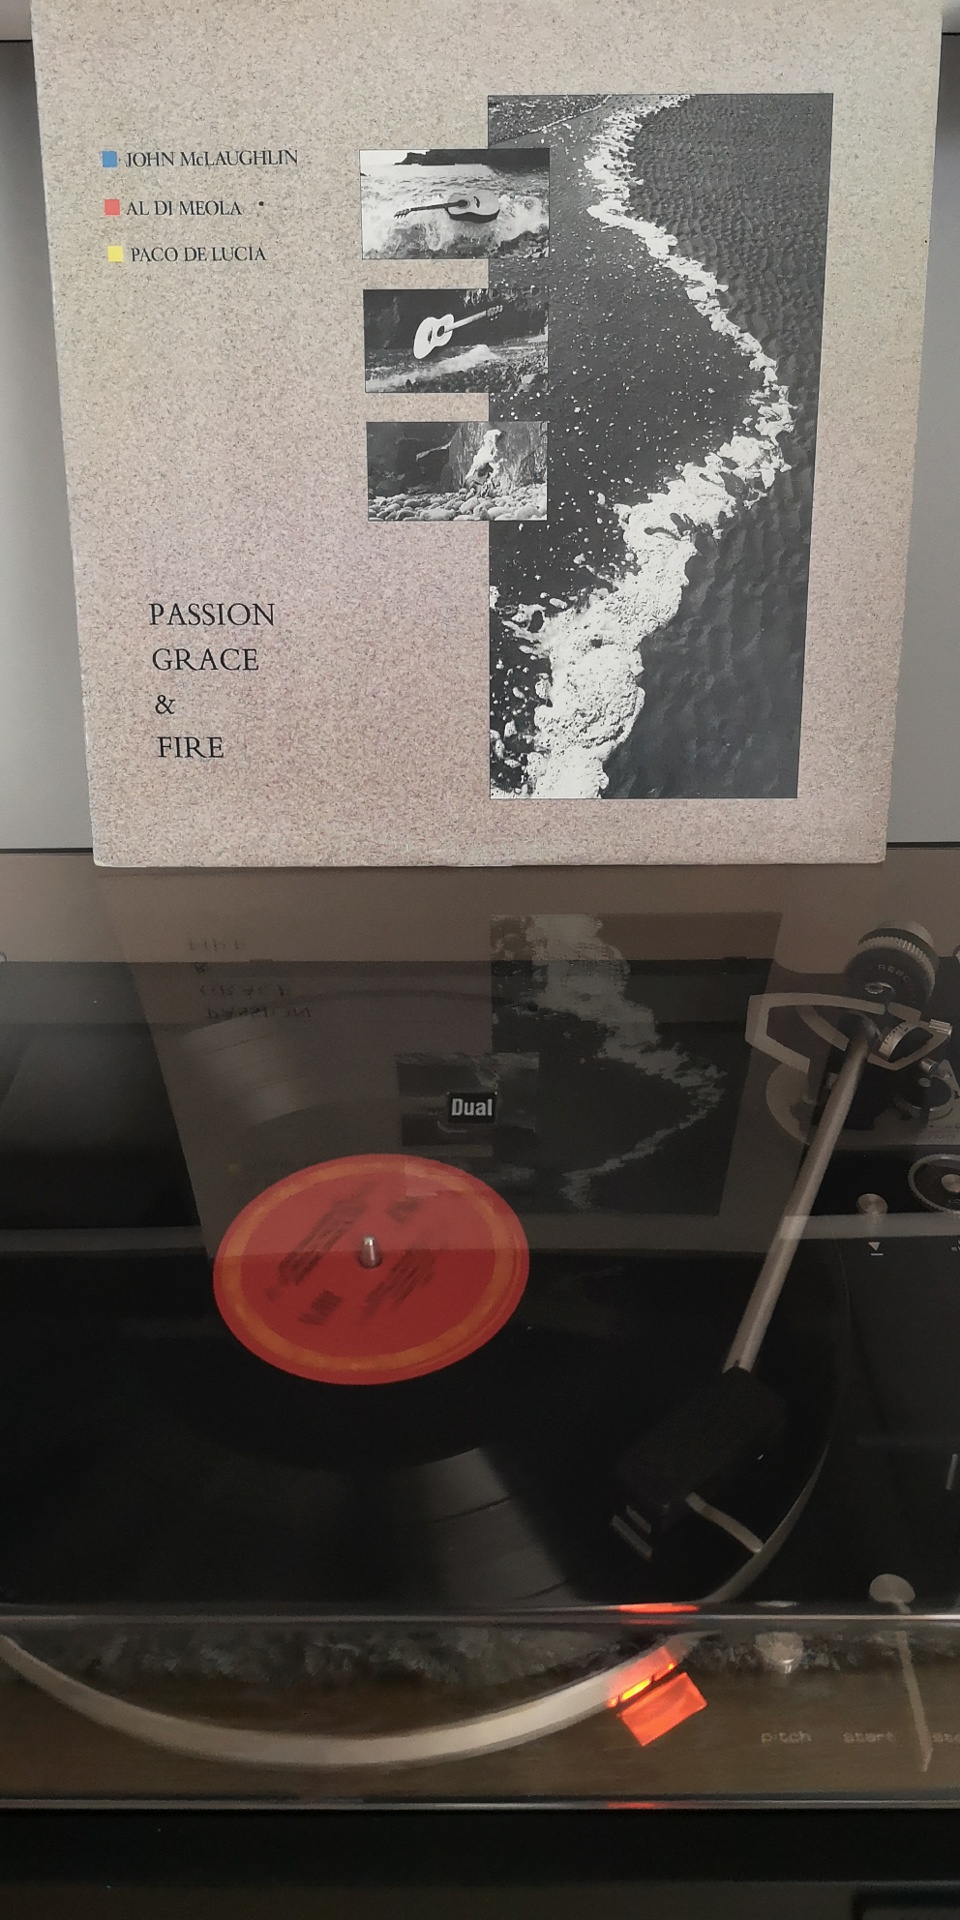 JOHN McLAUGHLIN
AL DI MEOLA
PACO DE LUCIA
PASSION
GRACE
&
FIRE
Dual
pitch start